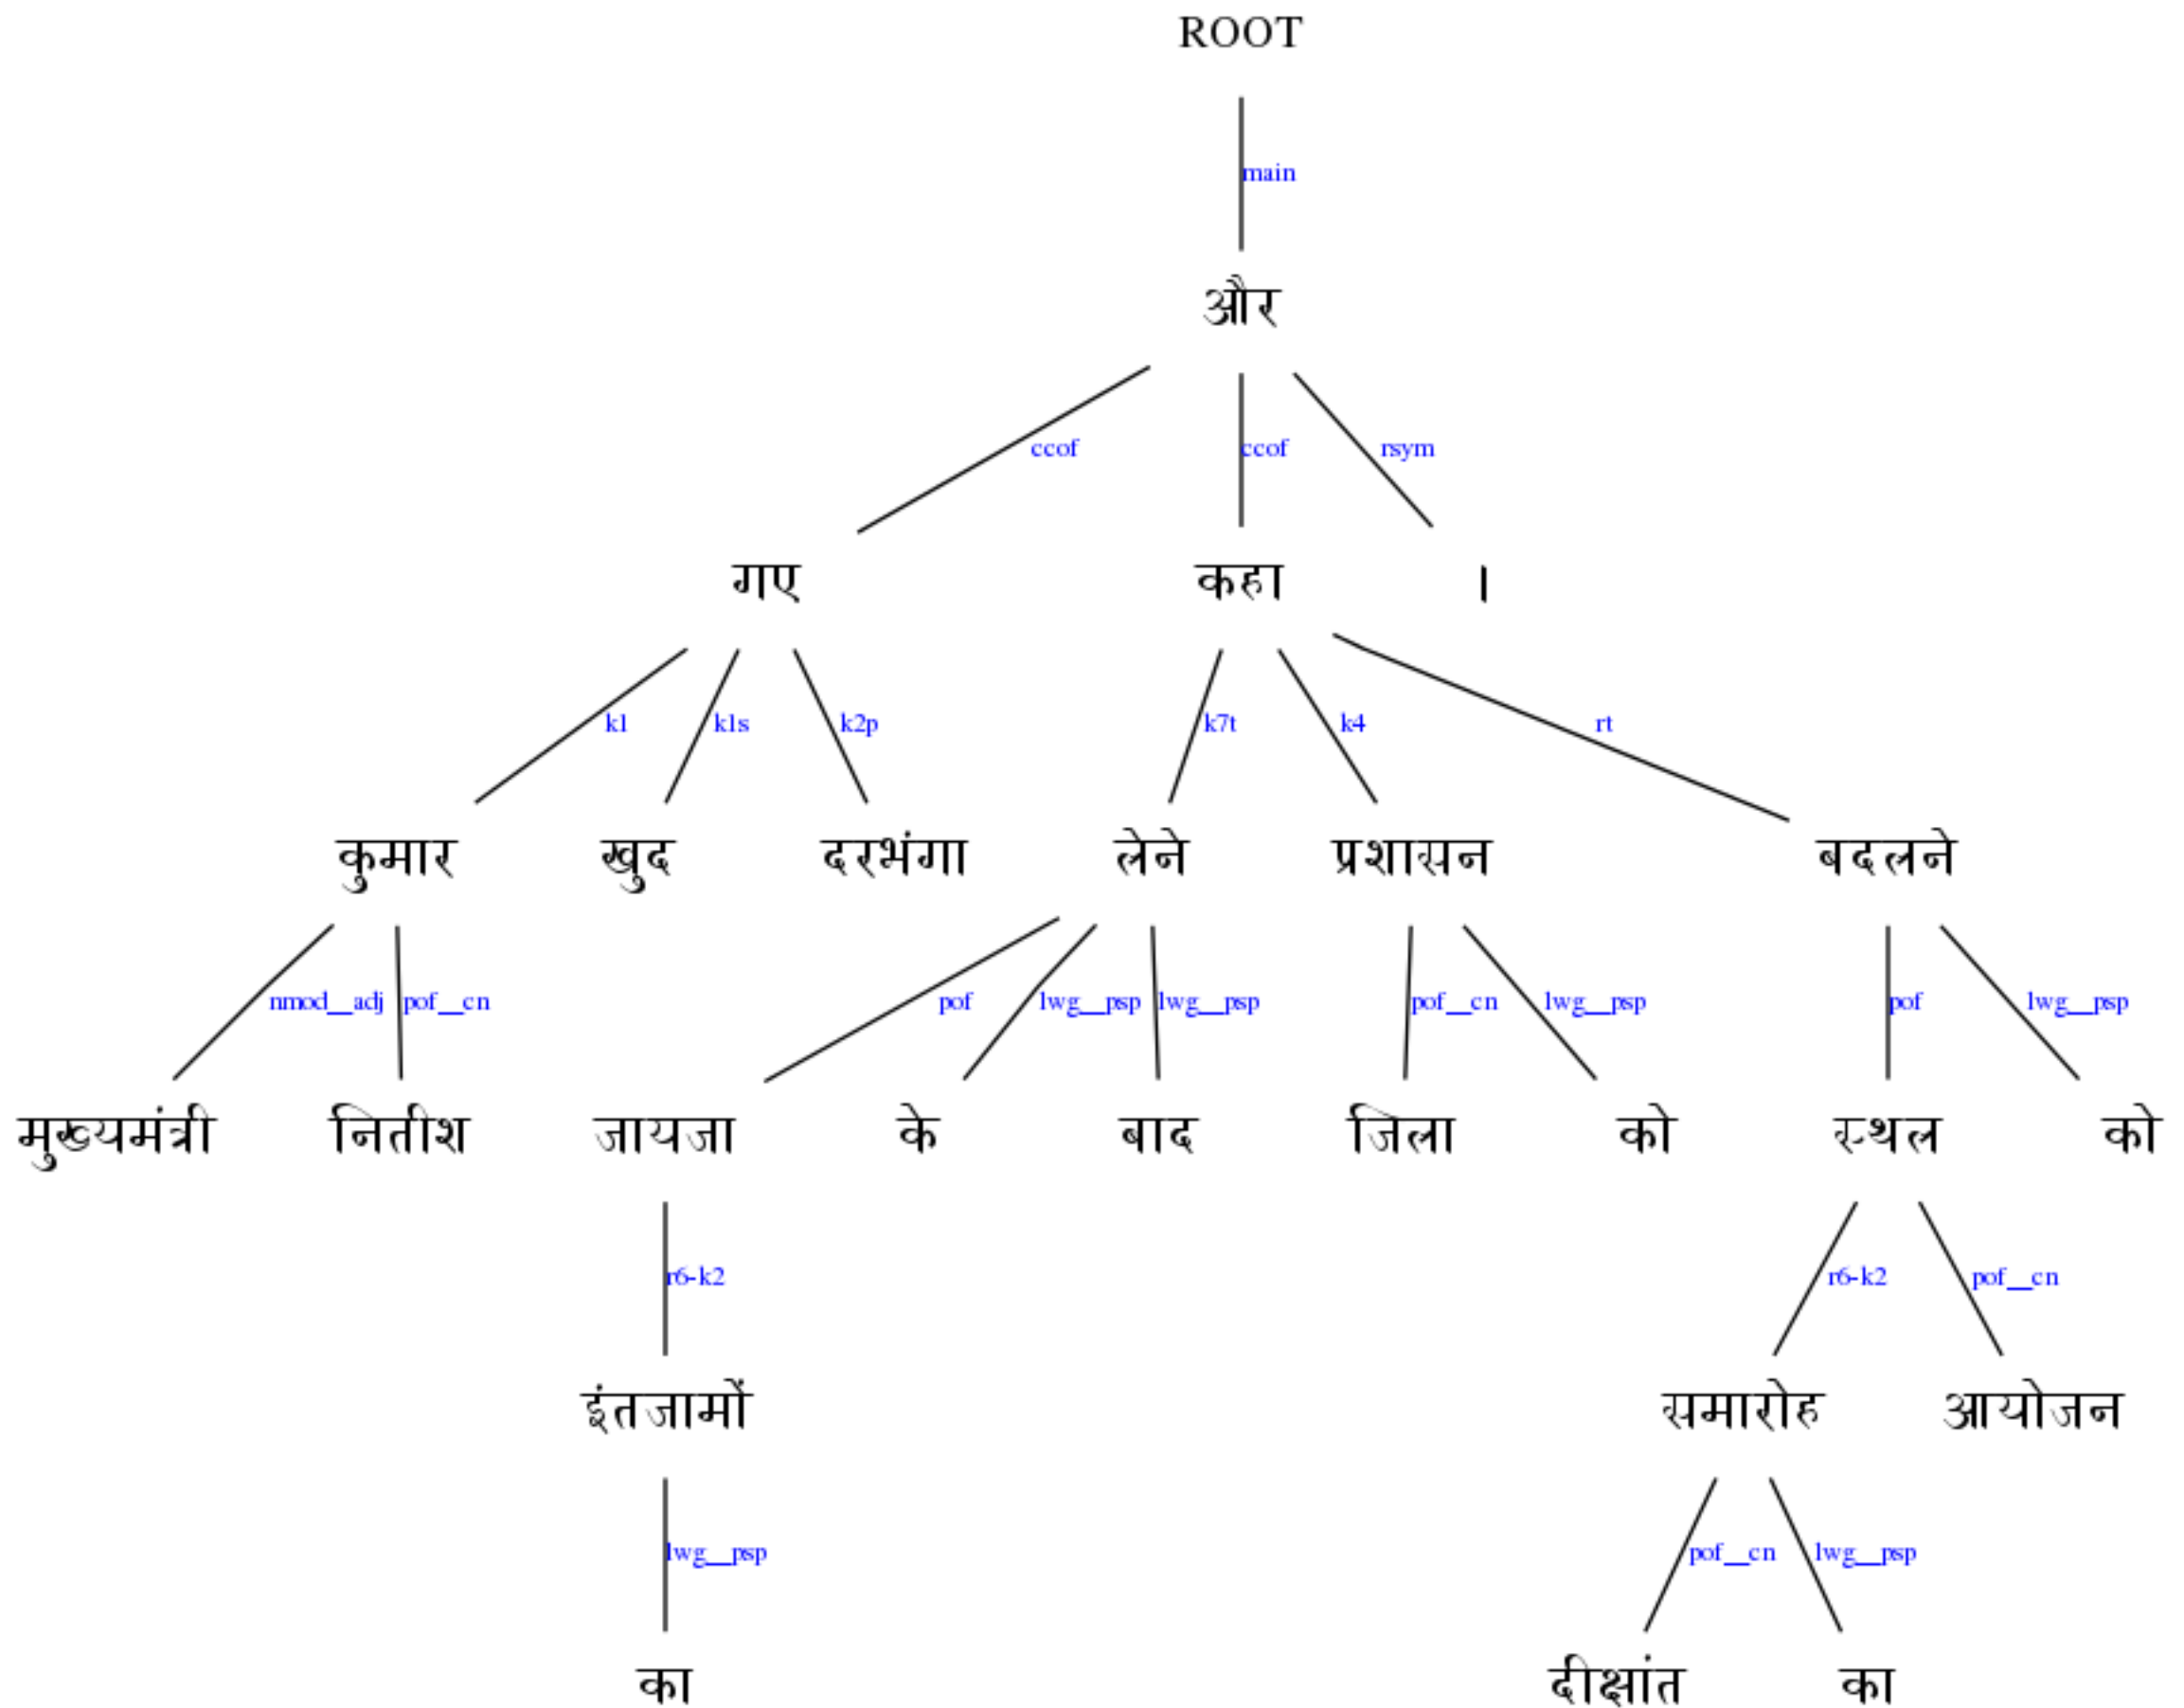 ROOT
main
और
ccof ccof rsym
गए कहा ।
k1 k1s k2p k7t k4 rt
कुमार खुद दरभंगा लेने प्रशासन बदलने
nmod__adj pof__cn pof lwg__psp lwg__psp pof__cn lwg__psp pof lwg__psp
मुख्यमंत्री नितीश जायजा के बाद जिला को स्थल को
r6-k2 r6-k2 pof__cn
इंतजामों समारोह आयोजन
lwg__psp pof__cn lwg__psp
का दीक्षांत का